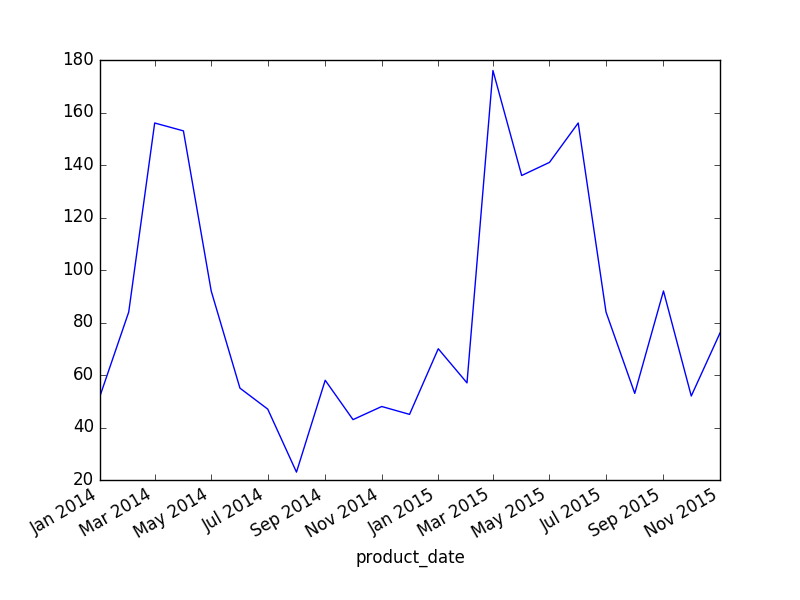 180
160
140
120
100
80
60
40
20
Jan 2014
Mar 2014
May 2014
Jul 2014
Sep 2014
Nov 2014
Jan 2015
Mar 2015
May 2015
Jul 2015
Sep 2015
Nov 2015
product_date